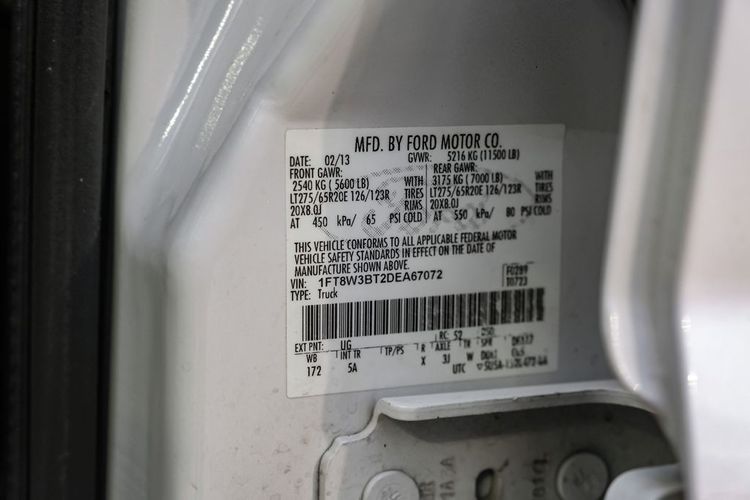 MFD. BY FORD MOTOR CO.
DATE: 02/13 GVWR: 5216 KG (11500 LB)
FRONT GAWR: REAR GAWR:
2540 KG ( 5600 LB) WITH 3175 KG ( 7000 LB) WITH
LT275/65R20E 126/123R TIRES LT275/65R20E 126/123R TIRES
20X8.0J RIMS 20X8.0J RIMS
AT 450 kPa/ 65 PSI COLD AT 550 kPa/ 80 PSI COLD
THIS VEHICLE CONFORMS TO ALL APPLICABLE FEDERAL MOTOR
VEHICLE SAFETY STANDARDS IN EFFECT ON THE DATE OF
MANUFACTURE SHOWN ABOVE.
VIN: 1FT8W3BT2DEA67072 F0289
TYPE: Truck T0723
EXT PNT: UG RC: 52
WB INT TR TP/PS R AXLE TR SPR
172 5A X 3J W
UTC